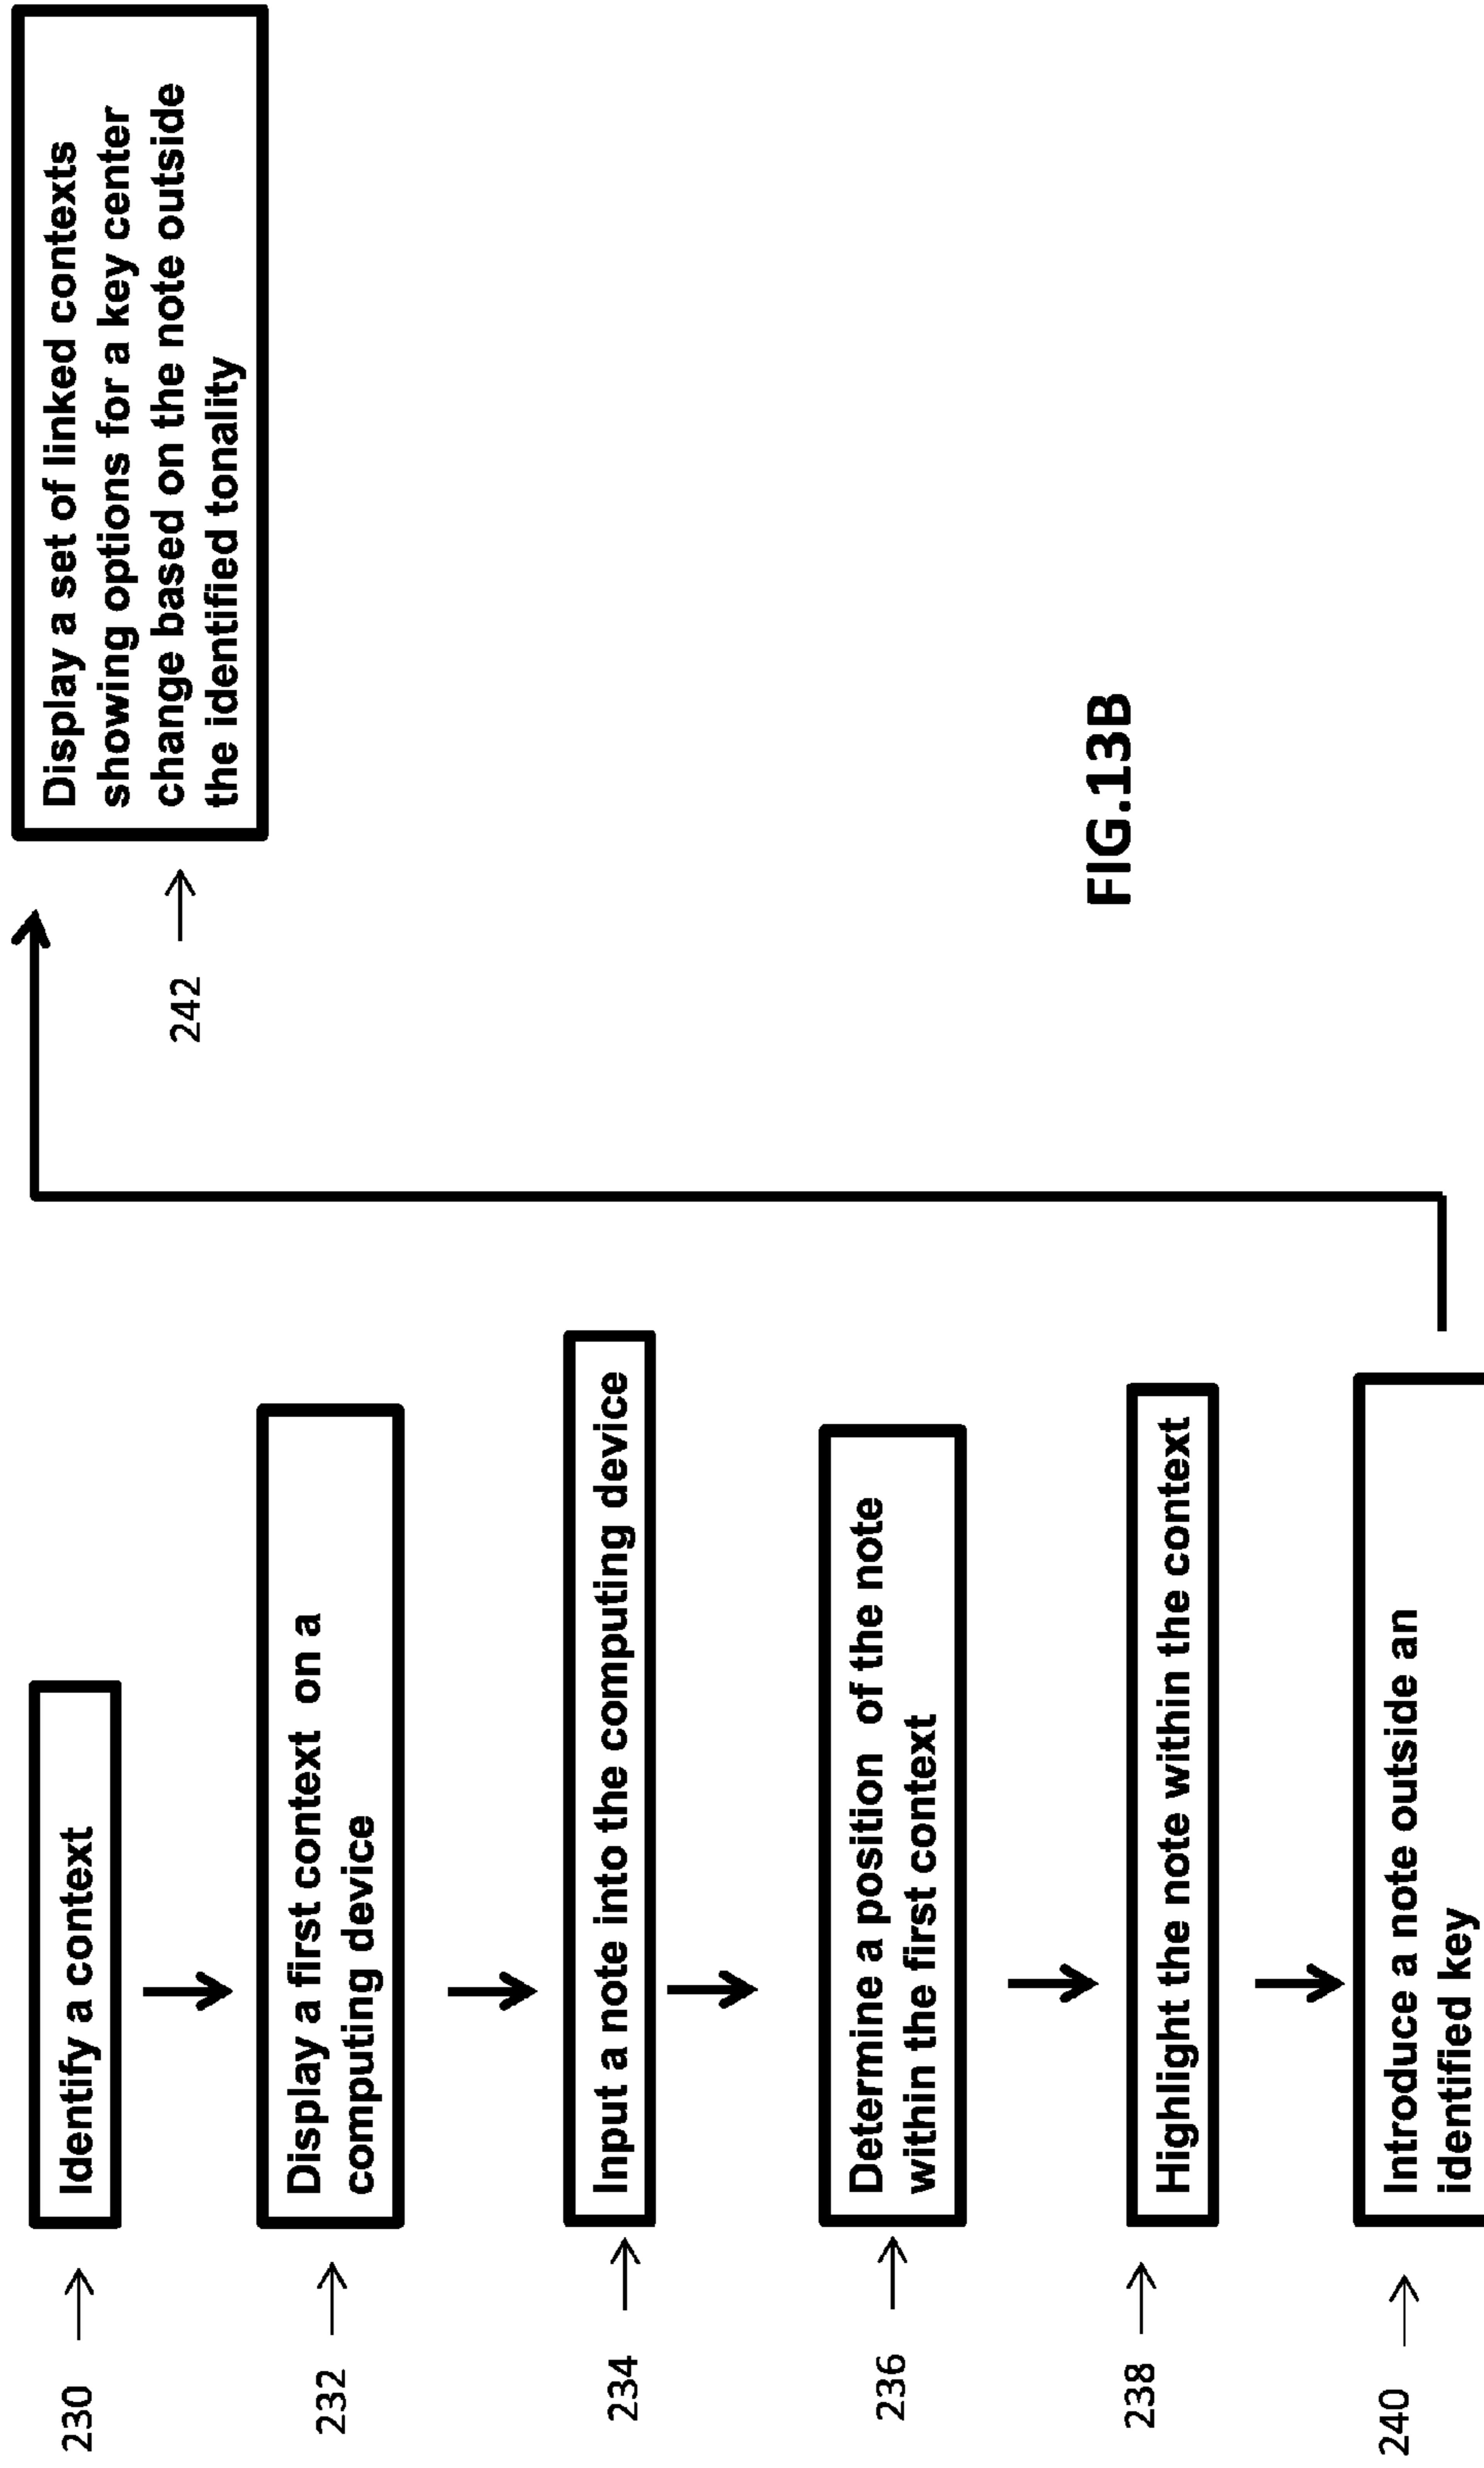 230
Identify a context
232
Display a first context on a
computing device
234
Input a note into the computing device
236
Determine a position of the note
within the first context
238
Highlight the note within the context
240
Introduce a note outside an
identified key
242
Display a set of linked contexts
showing options for a key center
change based on the note outside
the identified tonality
FIG.13B